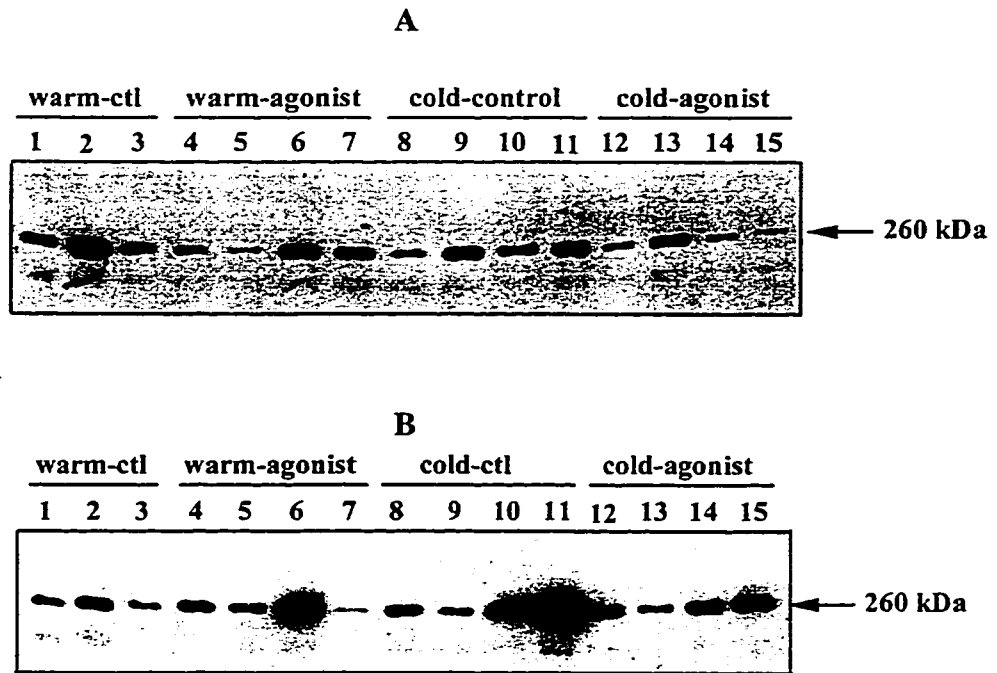 A
warm-ctl warm-agonist cold-control cold-agonist
1 2 3 4 5 6 7 8 9 10 11 12 13 14 15
260 kDa
B
warm-ctl warm-agonist cold-ctl cold-agonist
1 2 3 4 5 6 7 8 9 10 11 12 13 14 15
260 kDa